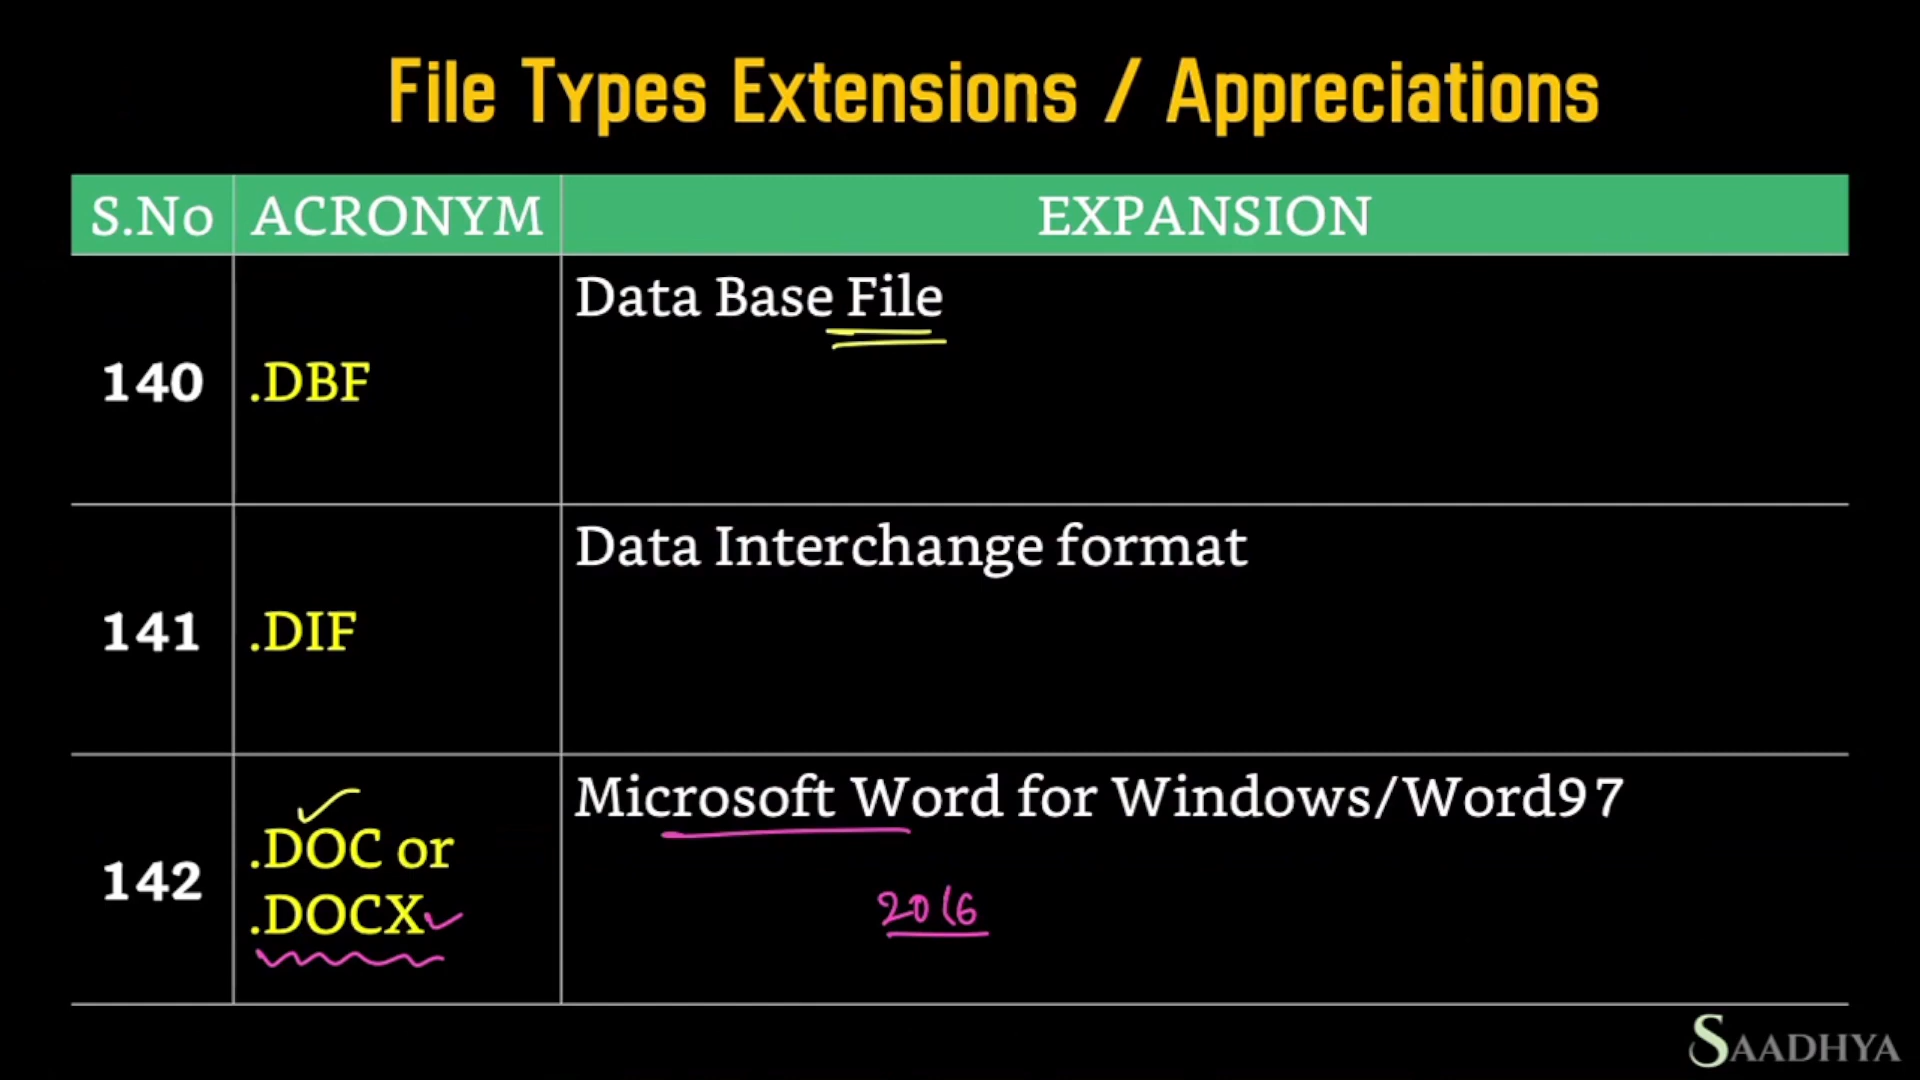 File Types Extensions / Appreciations
S.No ACRONYM EXPANSION
140 .DBF Data Base File
141 .DIF Data Interchange format
142 .DOC or
.DOCX
Microsoft Word for Windows/Word97
2016
SAADHYA